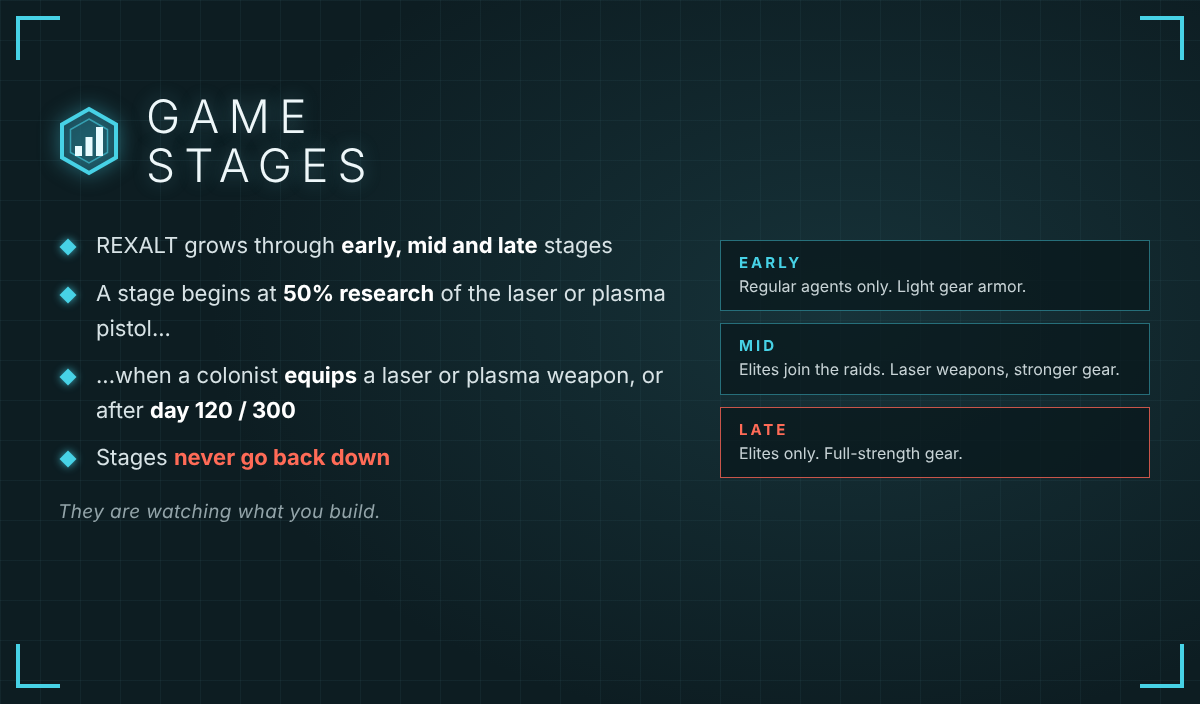 GAME
STAGES
REXALT grows through early, mid and late stages
A stage begins at 50% research of the laser or plasma
pistol...
...when a colonist equips a laser or plasma weapon, or
after day 120 / 300
Stages never go back down
They are watching what you build.
EARLY
Regular agents only. Light gear armor.
MID
Elites join the raids. Laser weapons, stronger gear.
LATE
Elites only. Full-strength gear.